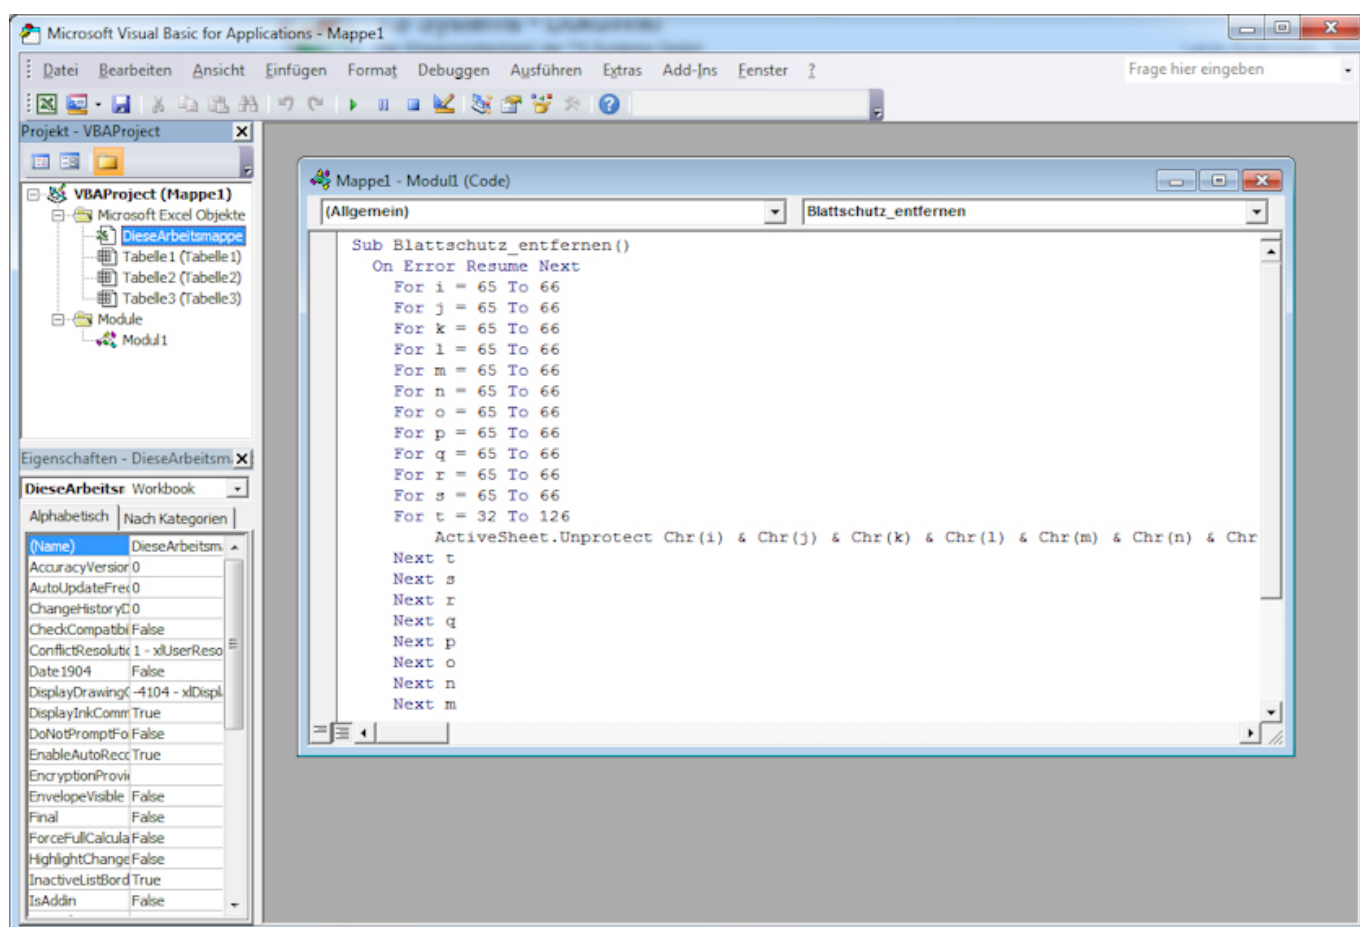 Microsoft Visual Basic for Applications - Mappe1
Datei Bearbeiten Ansicht Einfügen Format Debuggen Ausführen Extras Add-Ins Fenster ?
Frage hier eingeben
Projekt - VBAProject
VBAProject (Mappe1)
Microsoft Excel Objekte
DieseArbeitsmappe
Tabelle1 (Tabelle1)
Tabelle2 (Tabelle2)
Tabelle3 (Tabelle3)
Module
Modul1
Eigenschaften - DieseArbeitsm
DieseArbeitsr Workbook
Alphabetisch Nach Kategorien
(Name) DieseArbeitsm
AccuracyVersior 0
AutoUpdateFrec 0
ChangeHistoryD 0
CheckCompatibi False
ConflictResolutic 1 - xlUserReso
Date1904 False
DisplayDrawingC -4104 - xlDispl
DisplayInkComm True
DoNotPromptFo False
EnableAutoRecc True
EncryptionProvi
EnvelopeVisible False
Final False
ForceFullCalcula False
HighlightChange False
InactiveListBord True
IsAddin False
Mappe1 - Modul1 (Code)
(Allgemein) Blattschutz_entfernen
Sub Blattschutz_entfernen()
On Error Resume Next
For i = 65 To 66
For j = 65 To 66
For k = 65 To 66
For l = 65 To 66
For m = 65 To 66
For n = 65 To 66
For o = 65 To 66
For p = 65 To 66
For q = 65 To 66
For r = 65 To 66
For s = 65 To 66
For t = 32 To 126
ActiveSheet.Unprotect Chr(i) & Chr(j) & Chr(k) & Chr(l) & Chr(m) & Chr(n) & Chr
Next t
Next s
Next r
Next q
Next p
Next o
Next n
Next m